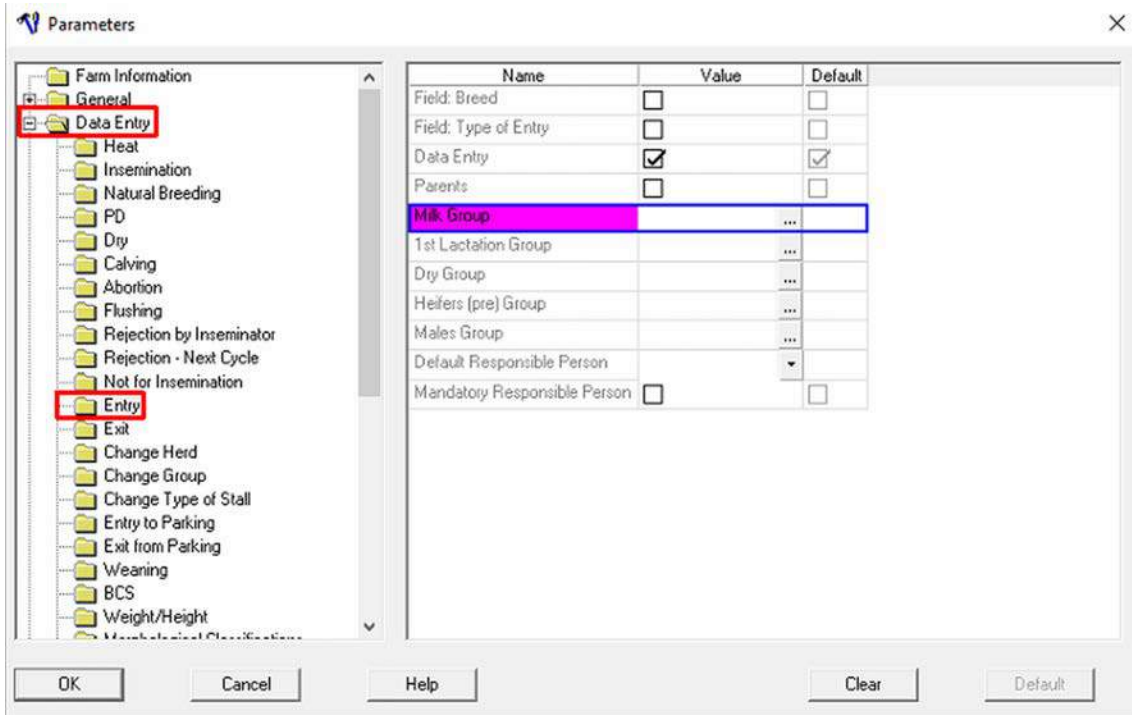 Parameters
Farm Information
General
Data Entry
Heat
Insemination
Natural Breeding
PD
Dry
Calving
Abortion
Flushing
Rejection by Inseminator
Rejection - Next Cycle
Not for Insemination
Entry
Exit
Change Herd
Change Group
Change Type of Stall
Entry to Parking
Exit from Parking
Weaning
BCS
Weight/Height
Name Value Default
Field: Breed
Field: Type of Entry
Data Entry
Parents
Milk Group ...
1st Lactation Group ...
Dry Group ...
Heifers (pre) Group ...
Males Group ...
Default Responsible Person
Mandatory Responsible Person
OK Cancel Help Clear Default